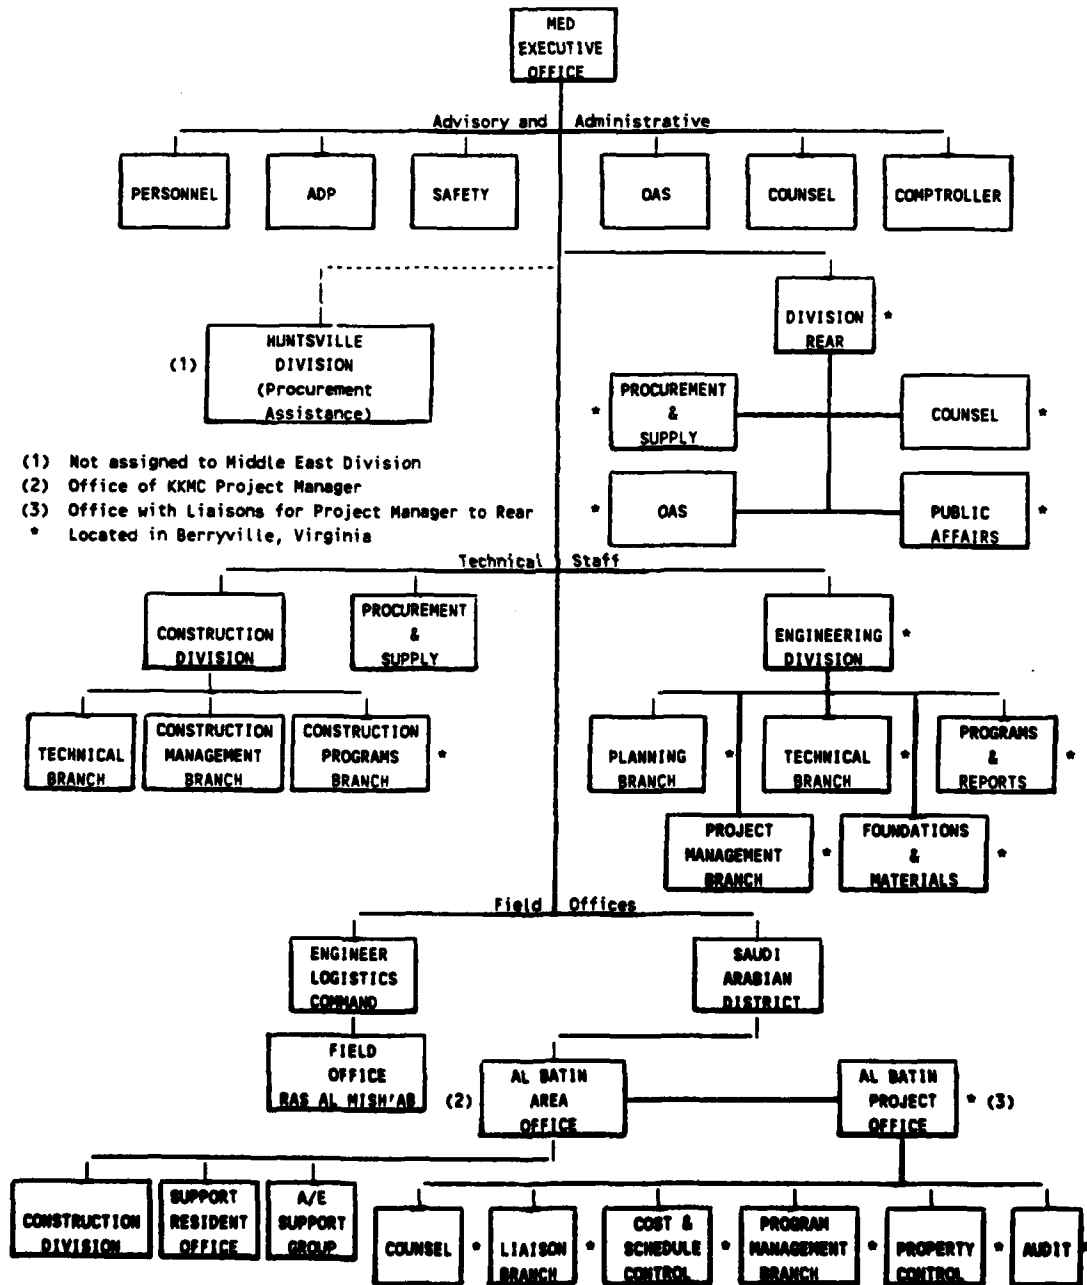 MED
EXECUTIVE
OFFICE
Advisory and Administrative
PERSONNEL
ADP
SAFETY
OAS
COUNSEL
COMPTROLLER
DIVISION *
REAR
HUNTSVILLE
DIVISION
(1)
(Procurement
Assistance)
* PROCUREMENT
&
SUPPLY
COUNSEL *
(1) Not assigned to Middle East Division
(2) Office of KKMC Project Manager
(3) Office with Liaisons for Project Manager to Rear
* Located in Berryville, Virginia
* OAS
PUBLIC *
AFFAIRS
Technical Staff
CONSTRUCTION
DIVISION
PROCUREMENT
&
SUPPLY
ENGINEERING *
DIVISION
TECHNICAL
BRANCH
CONSTRUCTION
MANAGEMENT
BRANCH
CONSTRUCTION
PROGRAMS *
BRANCH
PLANNING *
BRANCH
TECHNICAL *
BRANCH
PROGRAMS
& *
REPORTS
PROJECT
MANAGEMENT *
BRANCH
FOUNDATIONS
& *
MATERIALS
Field Offices
ENGINEER
LOGISTICS
COMMAND
SAUDI
ARABIAN
DISTRICT
FIELD
OFFICE
RAS AL MISH'AB
AL BATIN
(2) AREA
OFFICE
AL BATIN
PROJECT * (3)
OFFICE
CONSTRUCTION
DIVISION
SUPPORT
RESIDENT
OFFICE
A/E
SUPPORT
GROUP
COUNSEL *
LIAISON *
BRANCH
COST &
SCHEDULE *
CONTROL
PROGRAM
MANAGEMENT *
BRANCH
PROPERTY *
CONTROL
AUDIT *